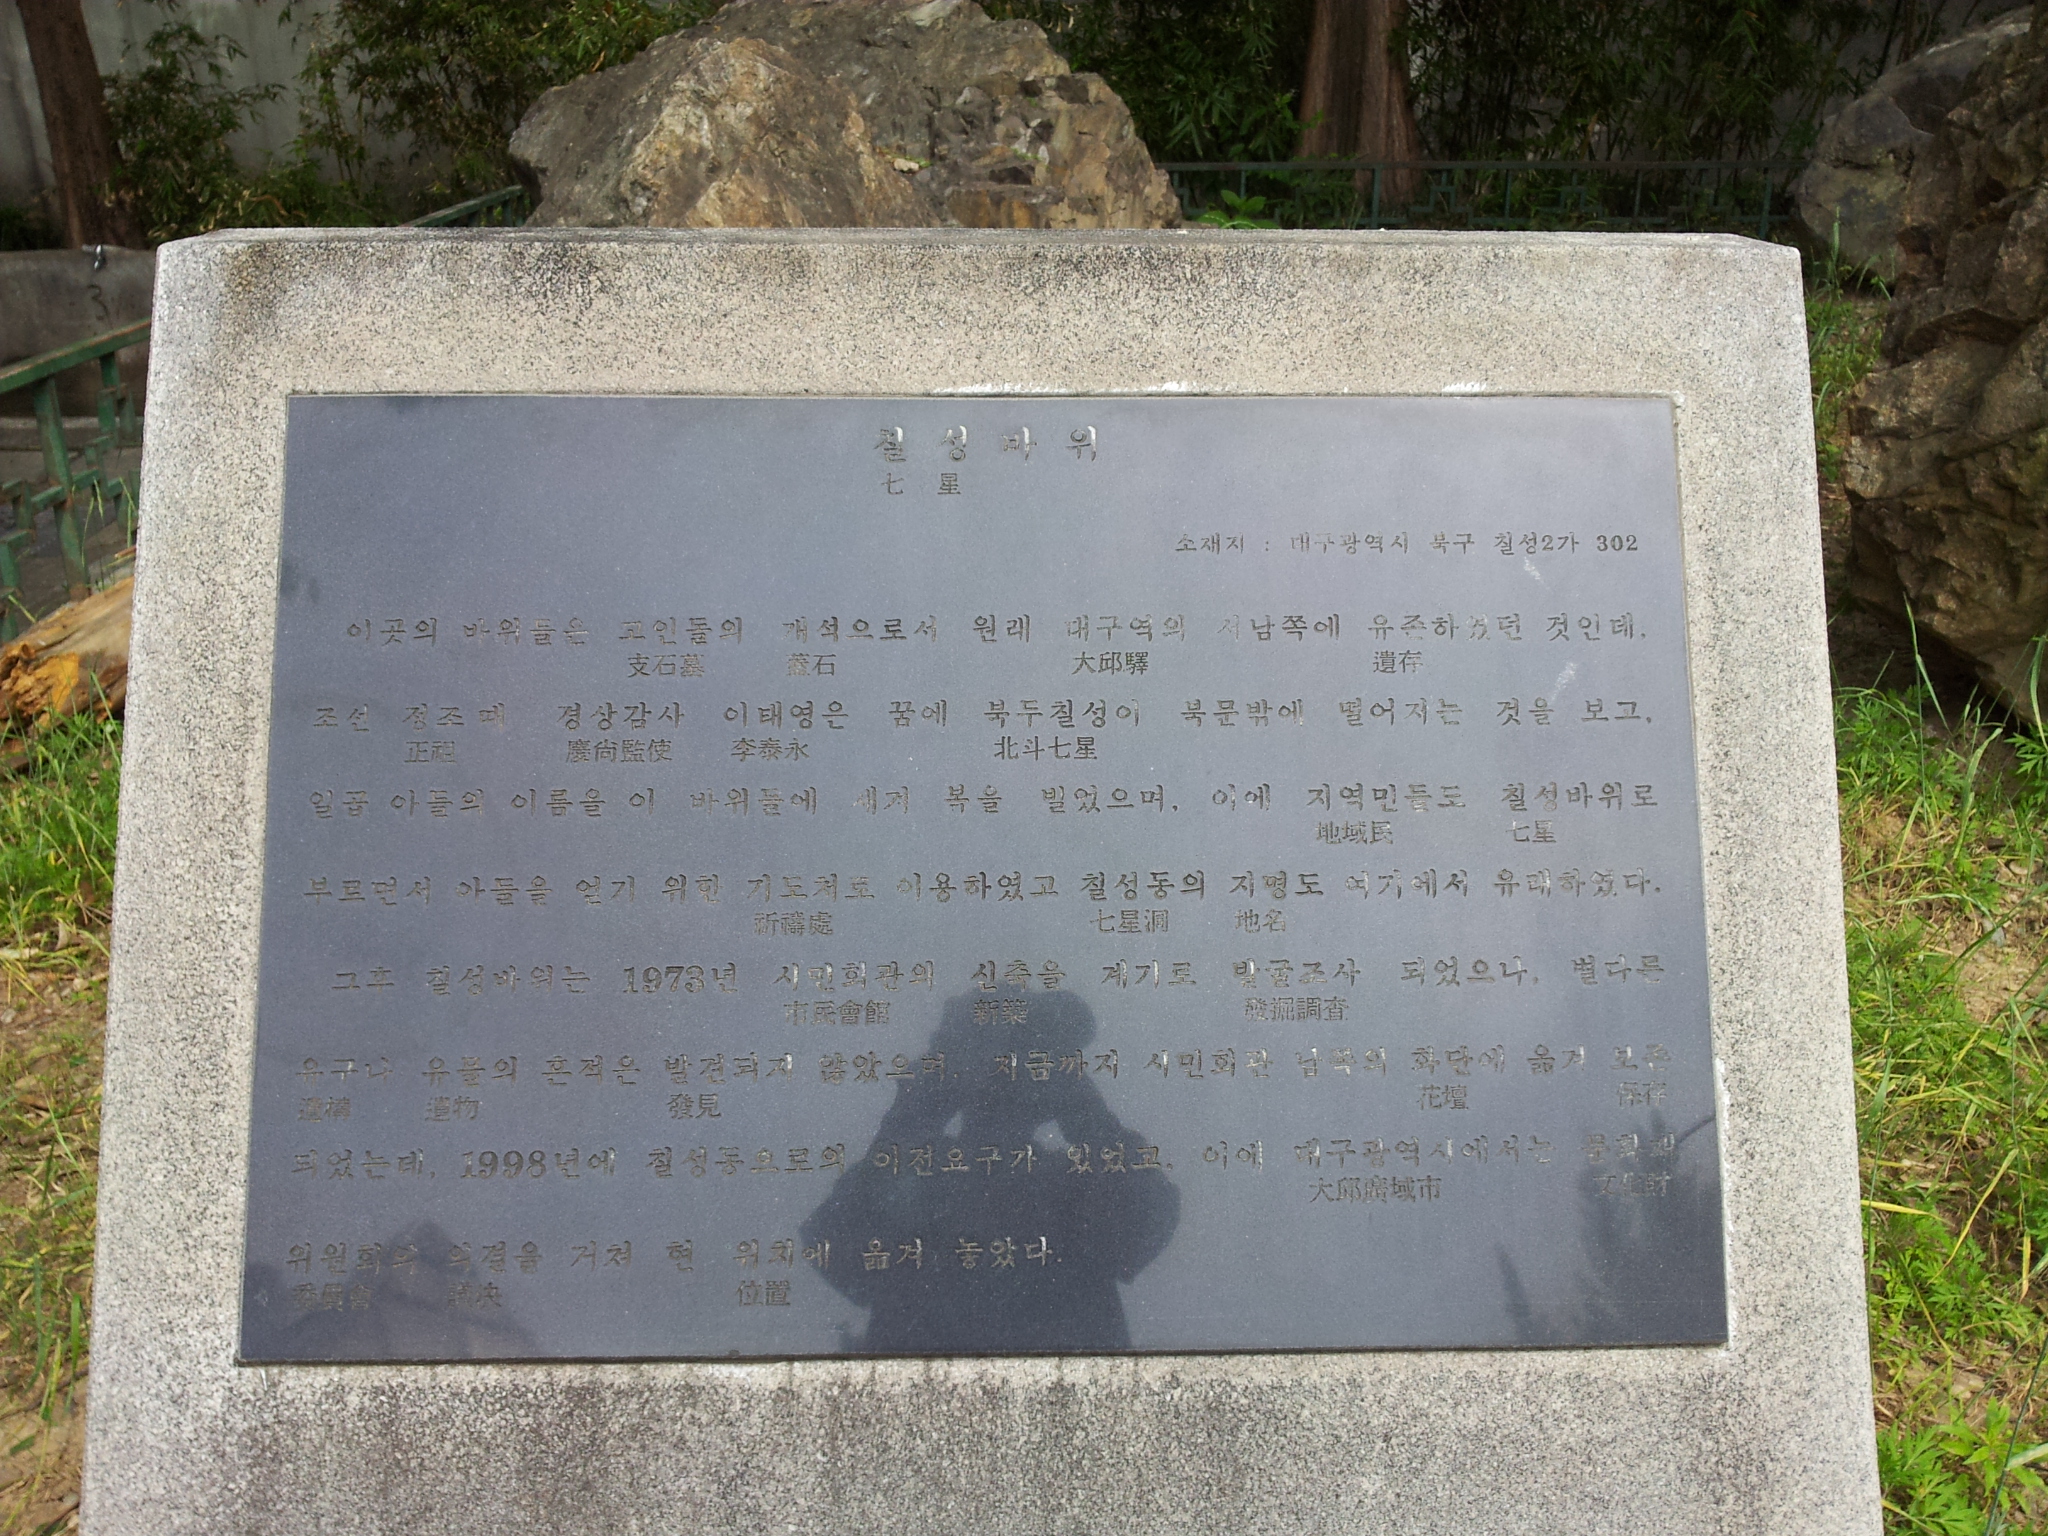 칠성바위
七 星
소재지 : 대구광역시 북구 칠성2가 302
이곳의 바위들은 고인돌의 개석으로서 원래 대구역의 서남쪽에 유존하였던 것인데,
支石墓 蓋石 大邱驛 遺存
조선 정조때 경상감사 이태영은 꿈에 북두칠성이 북문밖에 떨어지는 것을 보고,
正祖 慶尙監使 李泰永 北斗七星
일곱 아들의 이름을 이 바위들에 새겨 복을 빌었으며, 이에 지역민들도 칠성바위로
地域民 七星
부르면서 아들을 얻기 위한 기도처로 이용하였고 칠성동의 지명도 여기에서 유래하였다.
祈禱處 七星洞 地名
그후 칠성바위는 1973년 시민회관의 신축을 계기로 발굴조사 되었으나, 별다른
市民會館 新築 發掘調査
유구나 유물의 흔적은 발견되지 않았으며, 지금까지 시민회관 남쪽의 화단에 옮겨 보존
遺構 遺物 發見 花壇 保存
되었는데, 1998년에 칠성동으로의 이전요구가 있었고, 이에 대구광역시에서는 문화재
大邱廣域市 文化財
위원회의 의결을 거쳐 현 위치에 옮겨 놓았다.
委員會 議決 位置